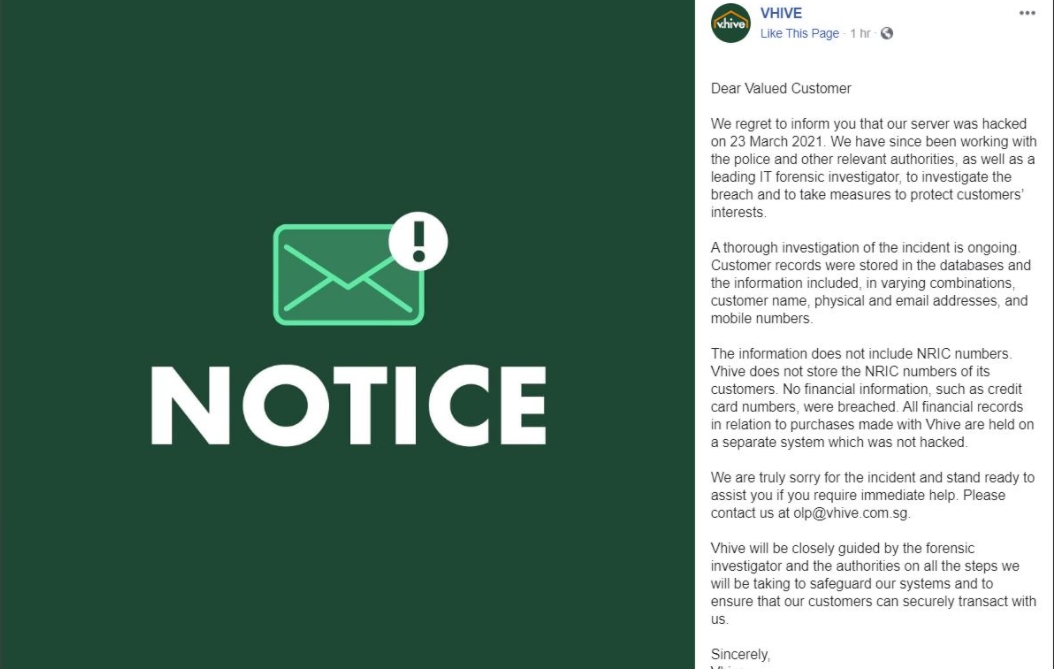 !
NOTICE
vhive
VHIVE
Like This Page · 1 hr ·
Dear Valued Customer
We regret to inform you that our server was hacked
on 23 March 2021. We have since been working with
the police and other relevant authorities, as well as a
leading IT forensic investigator, to investigate the
breach and to take measures to protect customers'
interests.
A thorough investigation of the incident is ongoing.
Customer records were stored in the databases and
the information included, in varying combinations,
customer name, physical and email addresses, and
mobile numbers.
The information does not include NRIC numbers.
Vhive does not store the NRIC numbers of its
customers. No financial information, such as credit
card numbers, were breached. All financial records
in relation to purchases made with Vhive are held on
a separate system which was not hacked.
We are truly sorry for the incident and stand ready to
assist you if you require immediate help. Please
contact us at olp@vhive.com.sg.
Vhive will be closely guided by the forensic
investigator and the authorities on all the steps we
will be taking to safeguard our systems and to
ensure that our customers can securely transact with
us.
Sincerely,